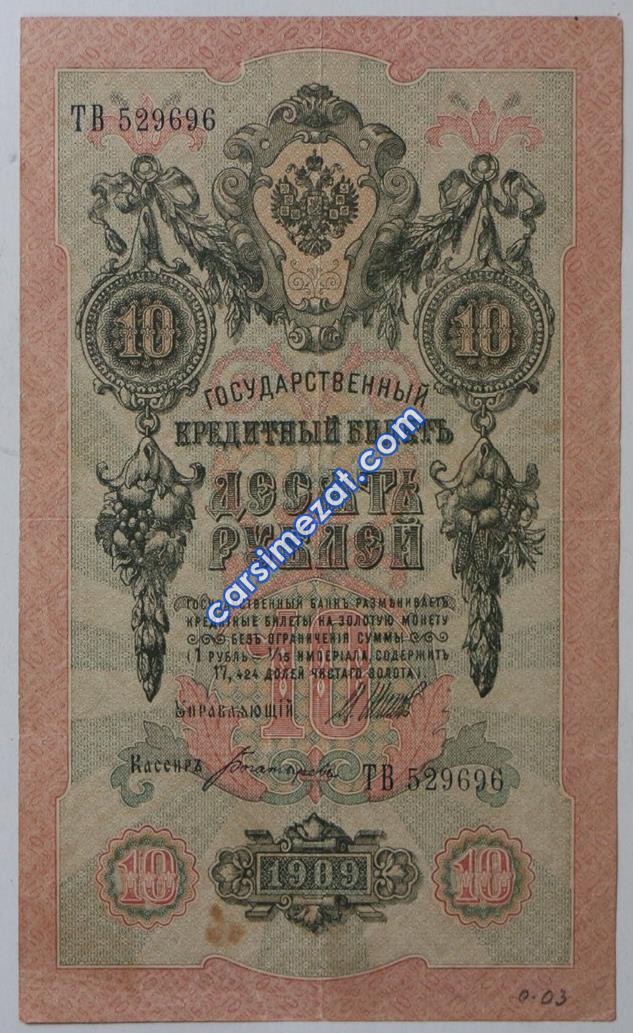 ТВ 529696
10
10
ГОСУДАРСТВЕННЫЙ
КРЕДИТНЫЙ БИЛЕТЪ
ДЕСЯТЬ
РУБЛЕЙ
carsimezat.com
ГОСУДАРСТВЕННЫЙ БАНКЪ РАЗМѢНИВАЕТЪ
КРЕДИТНЫЕ БИЛЕТЫ НА ЗОЛОТУЮ МОНЕТУ
БЕЗЪ ОГРАНИЧЕНІЯ СУММЫ
(1 РУБЛЬ = 1/15 ИМПЕРІАЛА, СОДЕРЖИТЪ
17,424 ДОЛЕЙ ЧИСТАГО ЗОЛОТА).
10
Управляющій
Кассиръ
ТВ 529696
10
1909
10
0.03